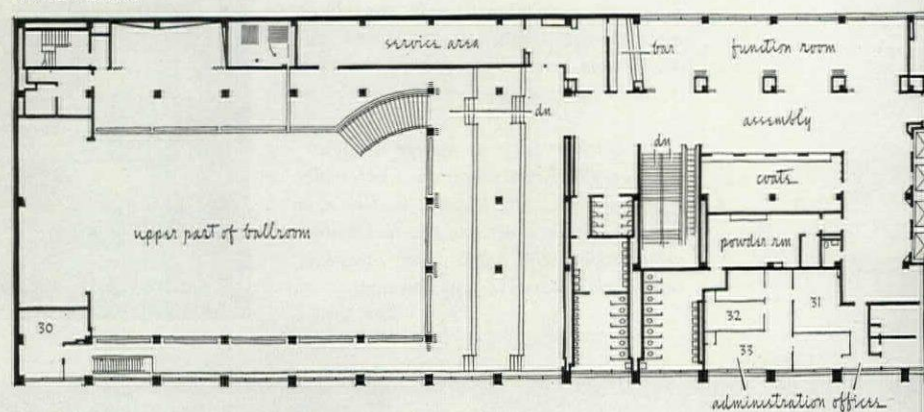 service area
bar
function room
dn
assembly
dn
coats
upper part of ballroom
powder rm
30
31
32
33
administration offices